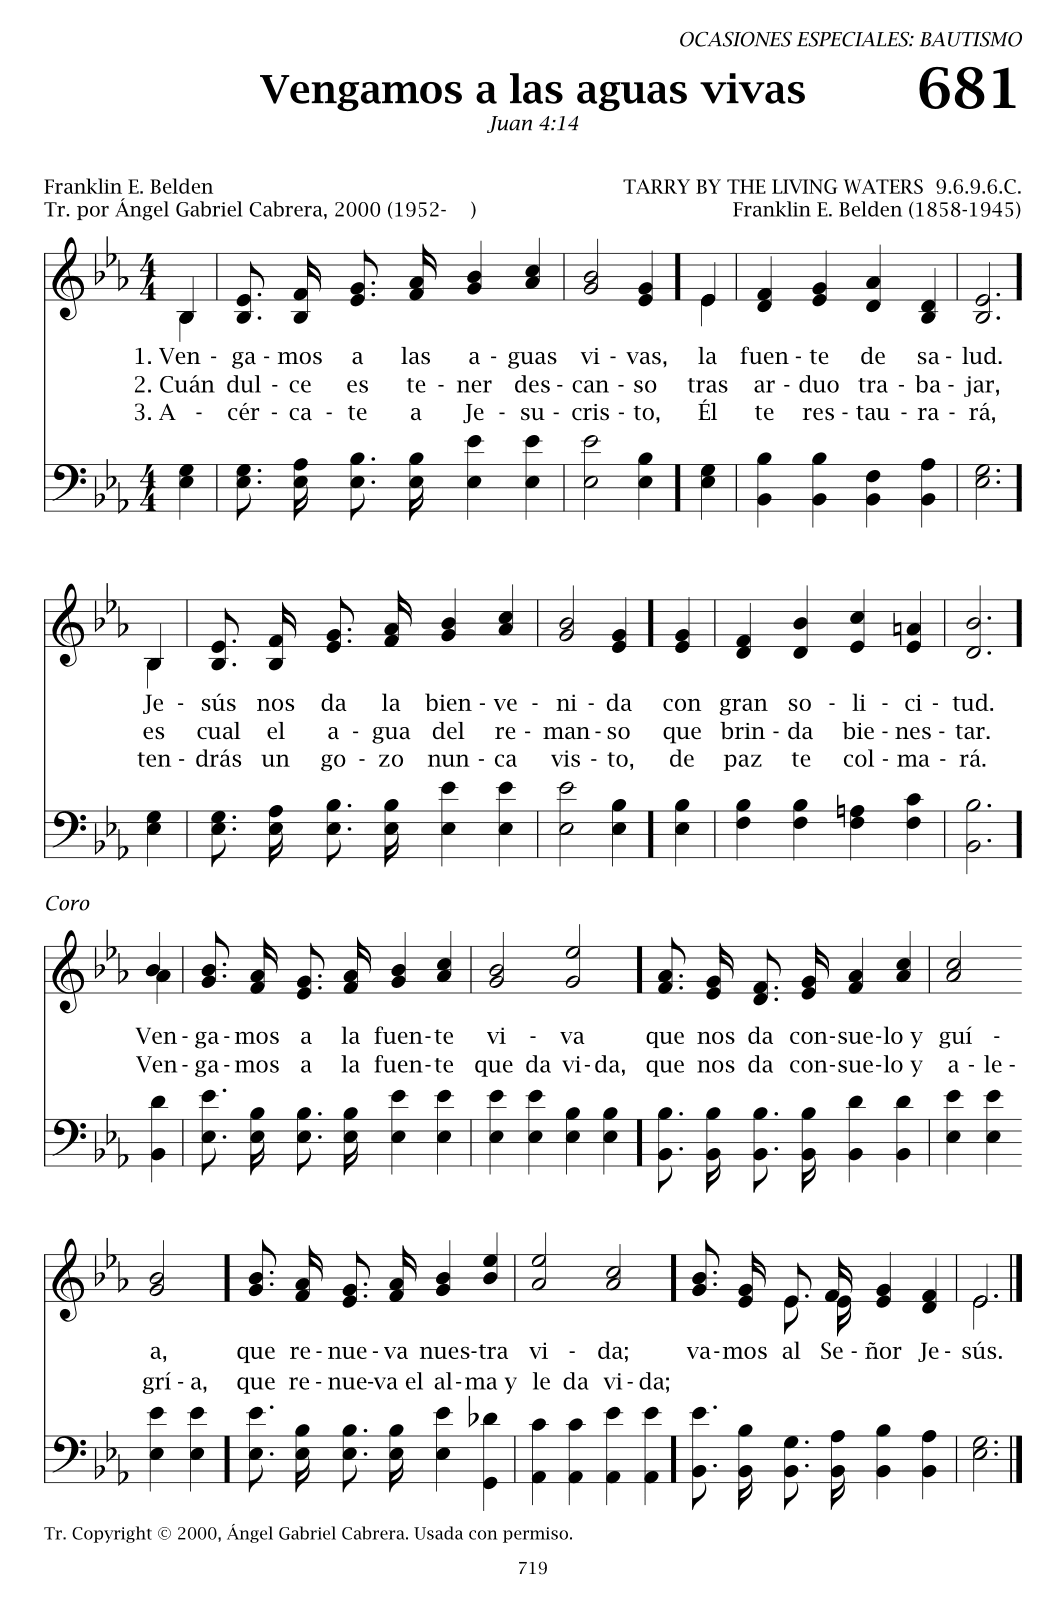 OCASIONES ESPECIALES: BAUTISMO
Vengamos a las aguas vivas 681
Juan 4:14
Franklin E. Belden TARRY BY THE LIVING WATERS 9.6.9.6.C.
Tr. por Ángel Gabriel Cabrera, 2000 (1952- ) Franklin E. Belden (1858-1945)
1. Ven - ga - mos a las a - guas vi - vas, la fuen - te de sa - lud.
2. Cuán dul - ce es te - ner des - can - so tras ar - duo tra - ba - jar,
3. A - cér - ca - te a Je - su - cris - to, Él te res - tau - ra - rá,
Je - sús nos da la bien - ve - ni - da con gran so - li - ci - tud.
es cual el a - gua del re - man - so que brin - da bie - nes - tar.
ten - drás un go - zo nun - ca vis - to, de paz te col - ma - rá.
Coro
Ven - ga - mos a la fuen - te vi - va que nos da con - sue - lo y guí -
Ven - ga - mos a la fuen - te que da vi - da, que nos da con - sue - lo y a - le -
a, que re - nue - va nues - tra vi - da; va - mos al Se - ñor Je - sús.
grí - a, que re - nue - va el al - ma y le da vi - da;
Tr. Copyright © 2000, Ángel Gabriel Cabrera. Usada con permiso.
719